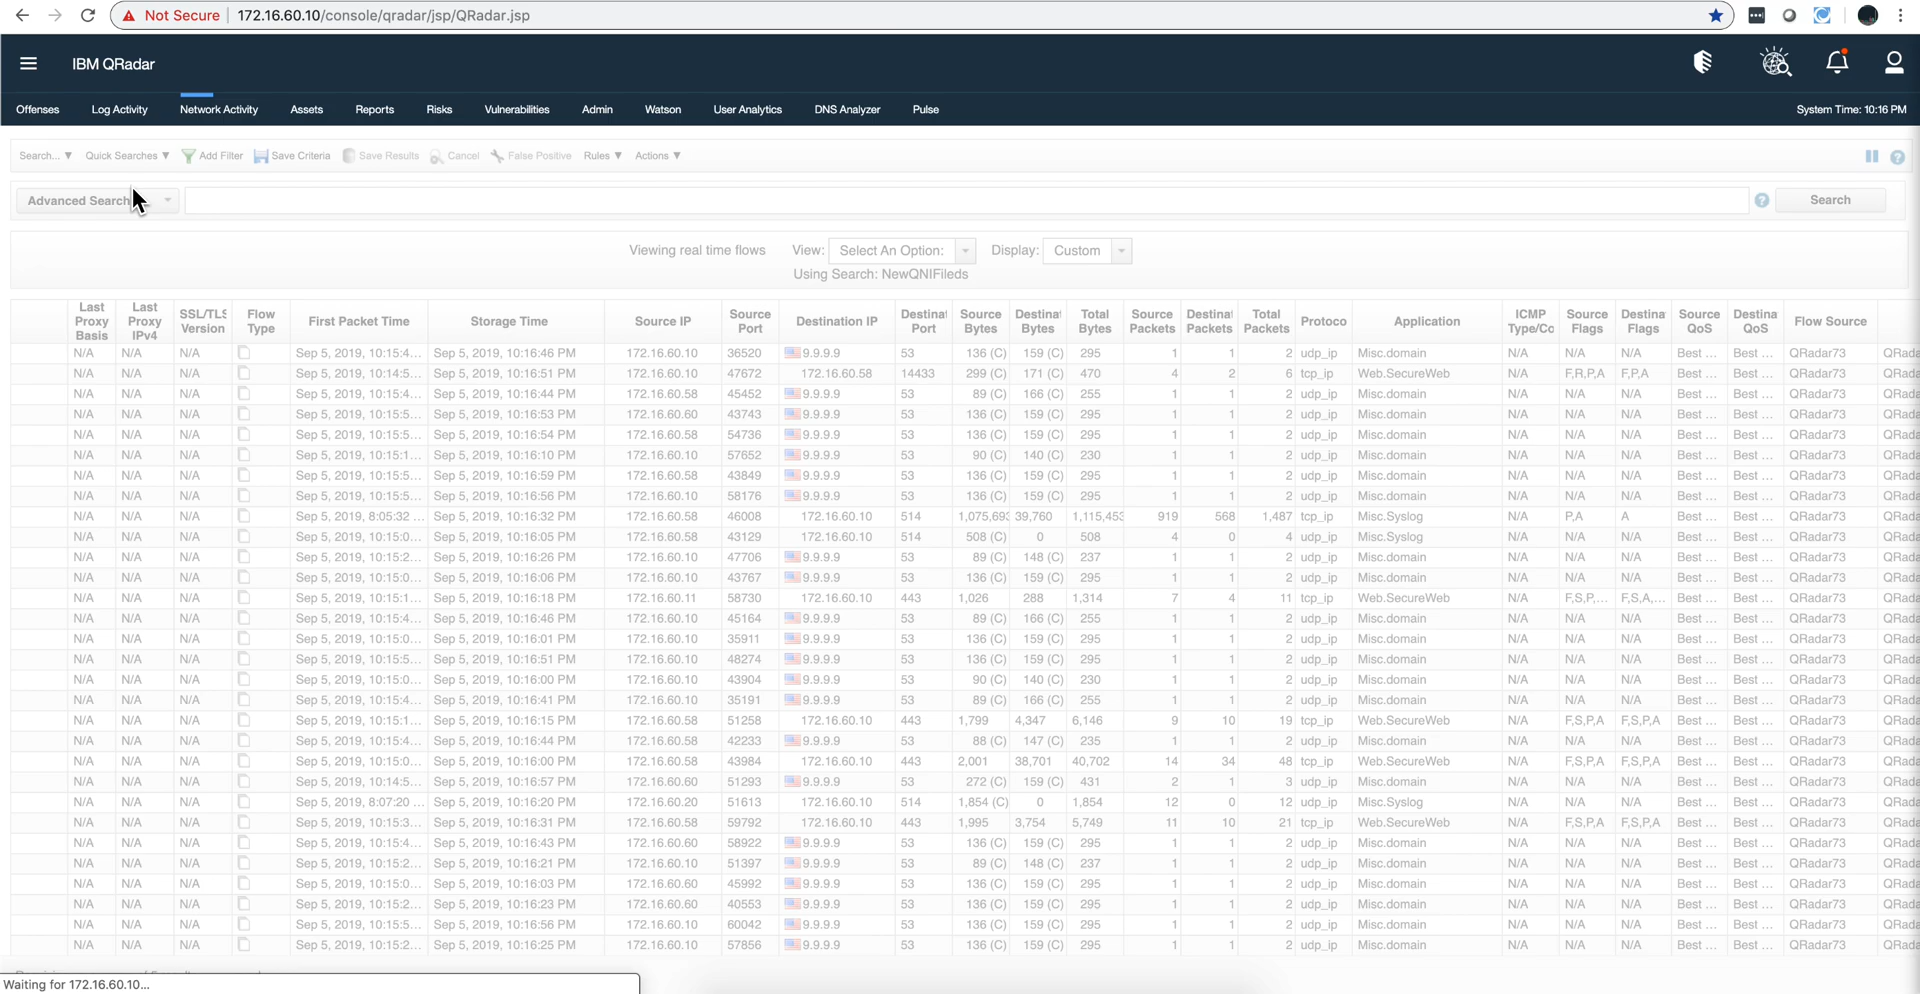 Not Secure 172.16.60.10/console/qradar/jsp/QRadar.jsp
IBM QRadar
Offenses Log Activity Network Activity Assets Reports Risks Vulnerabilities Admin Watson User Analytics DNS Analyzer Pulse System Time: 10:16 PM
Search... ▼ Quick Searches ▼ Add Filter Save Criteria Save Results Cancel False Positive Rules ▼ Actions ▼
Advanced Search Search
Viewing real time flows View: Select An Option: Display: Custom
Using Search: NewQNIFileds
Last Proxy Basis Last Proxy IPv4 SSL/TLS Version Flow Type First Packet Time Storage Time Source IP Source Port Destination IP Destinat Port Source Bytes Destinat Bytes Total Bytes Source Packets Destinat Packets Total Packets Protoco Application ICMP Type/Co Source Flags Destina Flags Source QoS Destina QoS Flow Source
N/A N/A N/A Sep 5, 2019, 10:15:4... Sep 5, 2019, 10:16:46 PM 172.16.60.10 36520 9.9.9.9 53 136 (C) 159 (C) 295 1 1 2 udp_ip Misc.domain N/A N/A N/A Best ... Best ... QRadar73 QRada
N/A N/A N/A Sep 5, 2019, 10:14:5... Sep 5, 2019, 10:16:51 PM 172.16.60.10 47672 172.16.60.58 14433 299 (C) 171 (C) 470 4 2 6 tcp_ip Web.SecureWeb N/A F,R,P,A F,P,A Best ... Best ... QRadar73 QRada
N/A N/A N/A Sep 5, 2019, 10:15:4... Sep 5, 2019, 10:16:44 PM 172.16.60.58 45452 9.9.9.9 53 89 (C) 166 (C) 255 1 1 2 udp_ip Misc.domain N/A N/A N/A Best ... Best ... QRadar73 QRada
N/A N/A N/A Sep 5, 2019, 10:15:5... Sep 5, 2019, 10:16:53 PM 172.16.60.60 43743 9.9.9.9 53 136 (C) 159 (C) 295 1 1 2 udp_ip Misc.domain N/A N/A N/A Best ... Best ... QRadar73 QRada
N/A N/A N/A Sep 5, 2019, 10:15:5... Sep 5, 2019, 10:16:54 PM 172.16.60.58 54736 9.9.9.9 53 136 (C) 159 (C) 295 1 1 2 udp_ip Misc.domain N/A N/A N/A Best ... Best ... QRadar73 QRada
N/A N/A N/A Sep 5, 2019, 10:15:1... Sep 5, 2019, 10:16:10 PM 172.16.60.10 57652 9.9.9.9 53 90 (C) 140 (C) 230 1 1 2 udp_ip Misc.domain N/A N/A N/A Best ... Best ... QRadar73 QRada
N/A N/A N/A Sep 5, 2019, 10:15:5... Sep 5, 2019, 10:16:59 PM 172.16.60.58 43849 9.9.9.9 53 136 (C) 159 (C) 295 1 1 2 udp_ip Misc.domain N/A N/A N/A Best ... Best ... QRadar73 QRada
N/A N/A N/A Sep 5, 2019, 10:15:5... Sep 5, 2019, 10:16:56 PM 172.16.60.10 58176 9.9.9.9 53 136 (C) 159 (C) 295 1 1 2 udp_ip Misc.domain N/A N/A N/A Best ... Best ... QRadar73 QRada
N/A N/A N/A Sep 5, 2019, 8:05:32 ... Sep 5, 2019, 10:16:32 PM 172.16.60.58 46008 172.16.60.10 514 1,075,693 39,760 1,115,453 919 568 1,487 tcp_ip Misc.Syslog N/A P,A A Best ... Best ... QRadar73 QRada
N/A N/A N/A Sep 5, 2019, 10:15:0... Sep 5, 2019, 10:16:05 PM 172.16.60.58 43129 172.16.60.10 514 508 (C) 0 508 4 0 4 udp_ip Misc.Syslog N/A N/A N/A Best ... Best ... QRadar73 QRada
N/A N/A N/A Sep 5, 2019, 10:15:2... Sep 5, 2019, 10:16:26 PM 172.16.60.10 47706 9.9.9.9 53 89 (C) 148 (C) 237 1 1 2 udp_ip Misc.domain N/A N/A N/A Best ... Best ... QRadar73 QRada
N/A N/A N/A Sep 5, 2019, 10:15:0... Sep 5, 2019, 10:16:06 PM 172.16.60.10 43767 9.9.9.9 53 136 (C) 159 (C) 295 1 1 2 udp_ip Misc.domain N/A N/A N/A Best ... Best ... QRadar73 QRada
N/A N/A N/A Sep 5, 2019, 10:15:1... Sep 5, 2019, 10:16:18 PM 172.16.60.11 58730 172.16.60.10 443 1,026 288 1,314 7 4 11 tcp_ip Web.SecureWeb N/A F,S,P,... F,S,A,... Best ... Best ... QRadar73 QRada
N/A N/A N/A Sep 5, 2019, 10:15:4... Sep 5, 2019, 10:16:46 PM 172.16.60.10 45164 9.9.9.9 53 89 (C) 166 (C) 255 1 1 2 udp_ip Misc.domain N/A N/A N/A Best ... Best ... QRadar73 QRada
N/A N/A N/A Sep 5, 2019, 10:15:0... Sep 5, 2019, 10:16:01 PM 172.16.60.10 35911 9.9.9.9 53 136 (C) 159 (C) 295 1 1 2 udp_ip Misc.domain N/A N/A N/A Best ... Best ... QRadar73 QRada
N/A N/A N/A Sep 5, 2019, 10:15:5... Sep 5, 2019, 10:16:51 PM 172.16.60.10 48274 9.9.9.9 53 136 (C) 159 (C) 295 1 1 2 udp_ip Misc.domain N/A N/A N/A Best ... Best ... QRadar73 QRada
N/A N/A N/A Sep 5, 2019, 10:15:0... Sep 5, 2019, 10:16:00 PM 172.16.60.10 43904 9.9.9.9 53 90 (C) 140 (C) 230 1 1 2 udp_ip Misc.domain N/A N/A N/A Best ... Best ... QRadar73 QRada
N/A N/A N/A Sep 5, 2019, 10:15:4... Sep 5, 2019, 10:16:41 PM 172.16.60.10 35191 9.9.9.9 53 89 (C) 166 (C) 255 1 1 2 udp_ip Misc.domain N/A N/A N/A Best ... Best ... QRadar73 QRada
N/A N/A N/A Sep 5, 2019, 10:15:1... Sep 5, 2019, 10:16:15 PM 172.16.60.58 51258 172.16.60.10 443 1,799 4,347 6,146 9 10 19 tcp_ip Web.SecureWeb N/A F,S,P,A F,S,P,A Best ... Best ... QRadar73 QRada
N/A N/A N/A Sep 5, 2019, 10:15:4... Sep 5, 2019, 10:16:44 PM 172.16.60.58 42233 9.9.9.9 53 88 (C) 147 (C) 235 1 1 2 udp_ip Misc.domain N/A N/A N/A Best ... Best ... QRadar73 QRada
N/A N/A N/A Sep 5, 2019, 10:15:0... Sep 5, 2019, 10:16:00 PM 172.16.60.58 43984 172.16.60.10 443 2,001 38,701 40,702 14 34 48 tcp_ip Web.SecureWeb N/A F,S,P,A F,S,P,A Best ... Best ... QRadar73 QRada
N/A N/A N/A Sep 5, 2019, 10:14:5... Sep 5, 2019, 10:16:57 PM 172.16.60.60 51293 9.9.9.9 53 272 (C) 159 (C) 431 2 1 3 udp_ip Misc.domain N/A N/A N/A Best ... Best ... QRadar73 QRada
N/A N/A N/A Sep 5, 2019, 8:07:20 ... Sep 5, 2019, 10:16:20 PM 172.16.60.20 51613 172.16.60.10 514 1,854 (C) 0 1,854 12 0 12 udp_ip Misc.Syslog N/A N/A N/A Best ... Best ... QRadar73 QRada
N/A N/A N/A Sep 5, 2019, 10:15:3... Sep 5, 2019, 10:16:31 PM 172.16.60.58 59792 172.16.60.10 443 1,995 3,754 5,749 11 10 21 tcp_ip Web.SecureWeb N/A F,S,P,A F,S,P,A Best ... Best ... QRadar73 QRada
N/A N/A N/A Sep 5, 2019, 10:15:4... Sep 5, 2019, 10:16:43 PM 172.16.60.60 58922 9.9.9.9 53 136 (C) 159 (C) 295 1 1 2 udp_ip Misc.domain N/A N/A N/A Best ... Best ... QRadar73 QRada
N/A N/A N/A Sep 5, 2019, 10:15:2... Sep 5, 2019, 10:16:21 PM 172.16.60.10 51397 9.9.9.9 53 89 (C) 148 (C) 237 1 1 2 udp_ip Misc.domain N/A N/A N/A Best ... Best ... QRadar73 QRada
N/A N/A N/A Sep 5, 2019, 10:15:0... Sep 5, 2019, 10:16:03 PM 172.16.60.60 45992 9.9.9.9 53 136 (C) 159 (C) 295 1 1 2 udp_ip Misc.domain N/A N/A N/A Best ... Best ... QRadar73 QRada
N/A N/A N/A Sep 5, 2019, 10:15:2... Sep 5, 2019, 10:16:23 PM 172.16.60.60 40553 9.9.9.9 53 136 (C) 159 (C) 295 1 1 2 udp_ip Misc.domain N/A N/A N/A Best ... Best ... QRadar73 QRada
N/A N/A N/A Sep 5, 2019, 10:15:5... Sep 5, 2019, 10:16:56 PM 172.16.60.10 60042 9.9.9.9 53 136 (C) 159 (C) 295 1 1 2 udp_ip Misc.domain N/A N/A N/A Best ... Best ... QRadar73 QRada
N/A N/A N/A Sep 5, 2019, 10:15:2... Sep 5, 2019, 10:16:25 PM 172.16.60.10 57856 9.9.9.9 53 136 (C) 159 (C) 295 1 1 2 udp_ip Misc.domain N/A N/A N/A Best ... Best ... QRadar73 QRada
Waiting for 172.16.60.10...